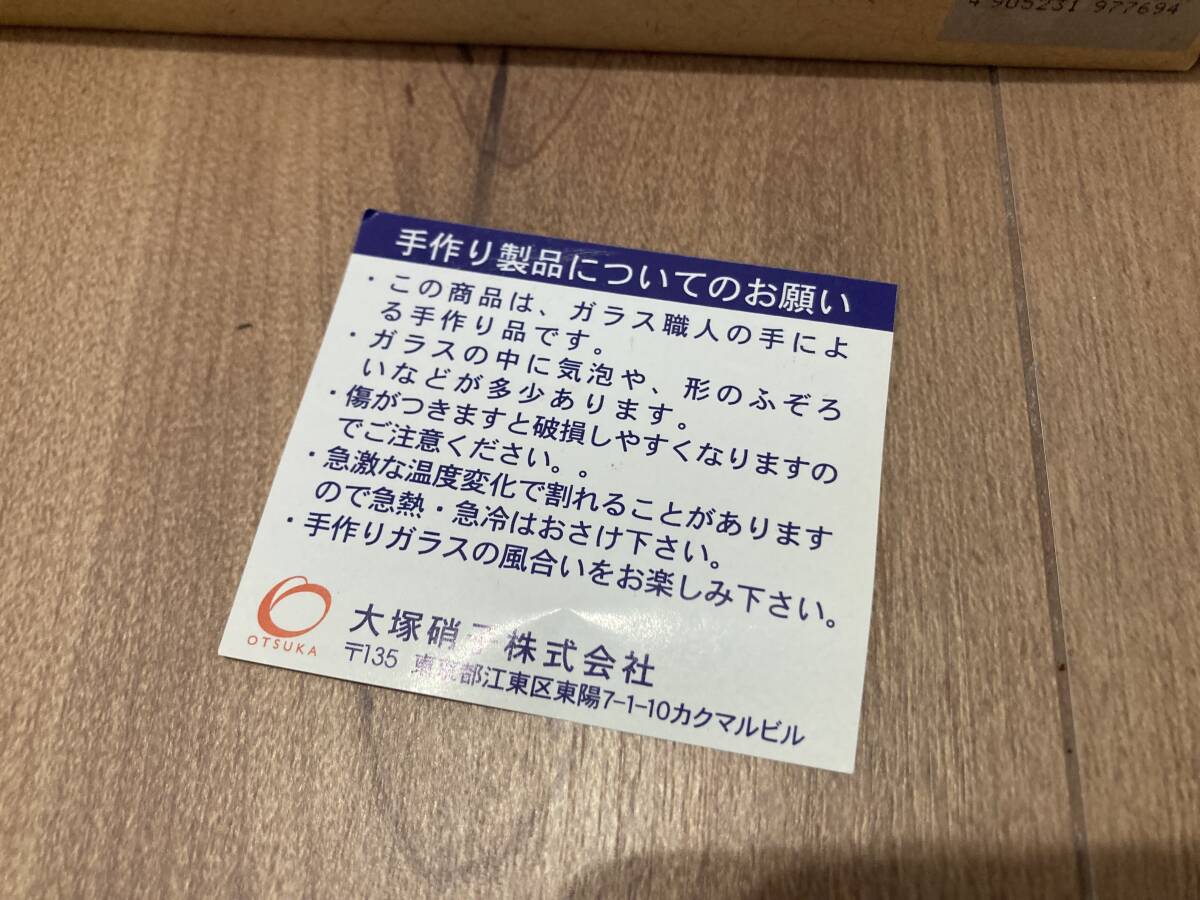 4 905231 977694
手作り製品についてのお願い
・この商品は、ガラス職人の手によ
る手作り品です。
・ガラスの中に気泡や、形のふぞろ
いなどが多少あります。
・傷がつきますと破損しやすくなりますの
でご注意ください。。
・急激な温度変化で割れることがあります
ので急熱・急冷はおさけ下さい。
・手作りガラスの風合いをお楽しみ下さい。
OTSUKA
大塚硝子株式会社
〒135 東京都江東区東陽7-1-10カクマルビル